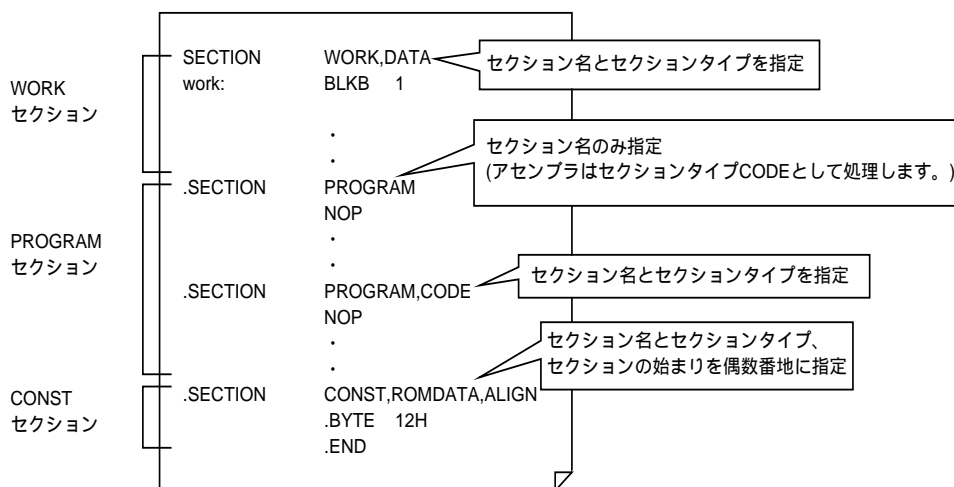 SECTION WORK,DATA
セクション名とセクションタイプを指定
work: BLKB 1
WORK
セクション
・
・
セクション名のみ指定
(アセンブラはセクションタイプCODEとして処理します。)
.SECTION PROGRAM
NOP
・
・
PROGRAM
セクション
セクション名とセクションタイプを指定
.SECTION PROGRAM,CODE
NOP
・
・
セクション名とセクションタイプ、
セクションの始まりを偶数番地に指定
CONST
セクション
.SECTION CONST,ROMDATA,ALIGN
.BYTE 12H
.END